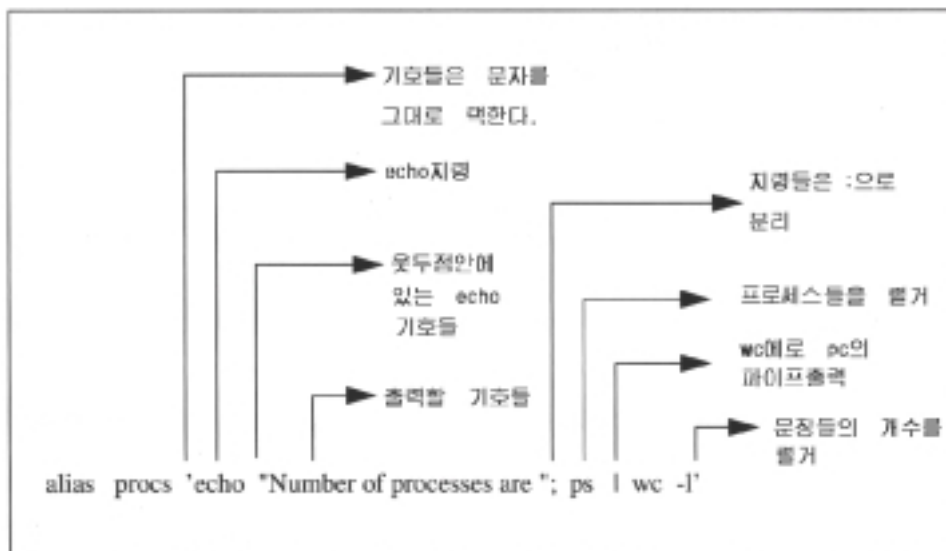 기호들은 문자를
그대로 택한다.
echo지령
지령들은 ;으로
분리
웃두점안에
있는 echo
기호들
프로쎄스들을 렬거
wc에로 pc의
파이프출력
출력할 기호들
문장들의 개수를
렬거
alias procs 'echo "Number of processes are "; ps | wc -l'